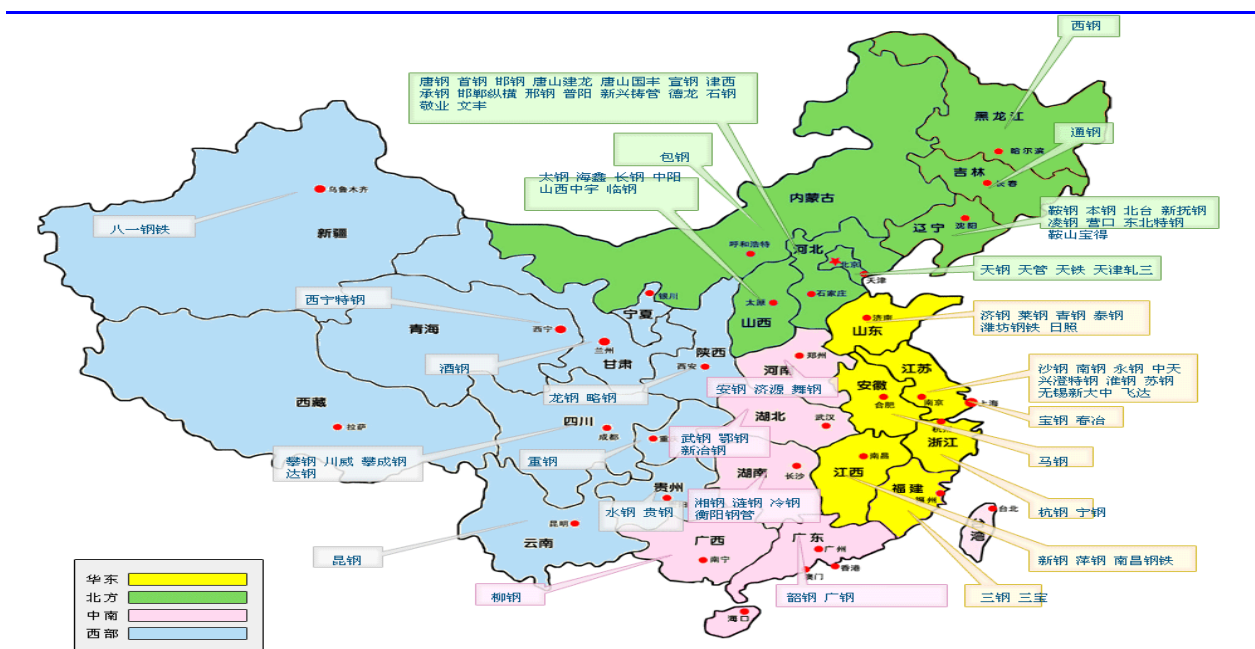 西钢
唐钢 首钢 邯钢 唐山建龙 唐山国丰 宣钢 津西
承钢 邯郸纵横 邢钢 普阳 新兴铸管 德龙 石钢
敬业 文丰
黑龙江
哈尔滨
通钢
包钢
吉林
长春
太钢 海鑫 长钢 中阳
山西中宇 临钢
乌鲁木齐
内蒙古
鞍钢 本钢 北台 新抚钢
凌钢 营口 东北特钢
鞍山宝得
八一钢铁
新疆
辽宁
沈阳
呼和浩特
河北
北京
天津
天钢 天管 天铁 天津轧三
西宁特钢
银川
宁夏
太原
石家庄
山西
济南
山东
济钢 莱钢 青钢 泰钢
潍坊钢铁 日照
青海
西宁
兰州
甘肃
陕西
西安
郑州
河南
江苏
酒钢
龙钢 略钢
安钢 济源 舞钢
安徽
合肥
南京
上海
沙钢 南钢 永钢 中天
兴澄特钢 淮钢 苏钢
无锡新大中 飞达
西藏
拉萨
四川
成都
湖北
武汉
宝钢 春冶
武钢 鄂钢
新冶钢
浙江
攀钢 川威 攀成钢
达钢
重钢
湖南
长沙
南昌
江西
马钢
贵州
水钢 贵钢
湘钢 涟钢 冷钢
衡阳钢管
福建
福州
杭钢 宁钢
台北
台湾
昆明
云南
广西
南宁
广东
广州
香港
澳门
昆钢
新钢 萍钢 南昌钢铁
柳钢
韶钢 广钢
三钢 三宝
海口
华东
北方
中南
西部